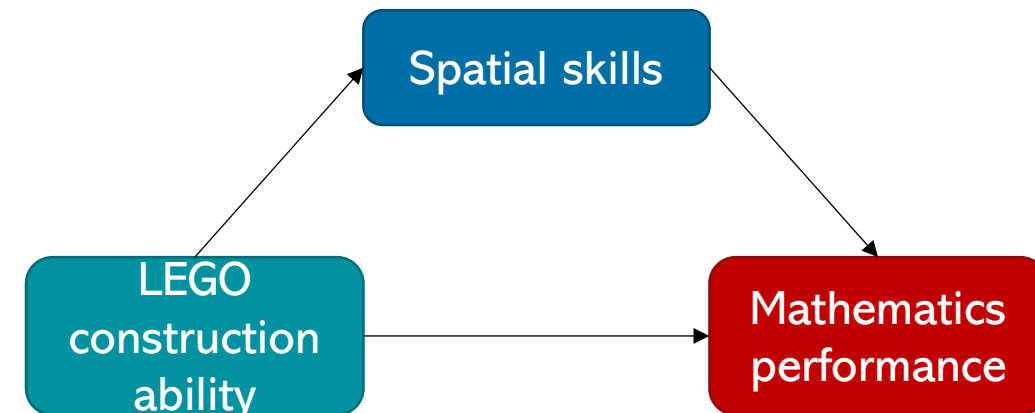 Spatial skills
LEGO
construction
ability
Mathematics
performance